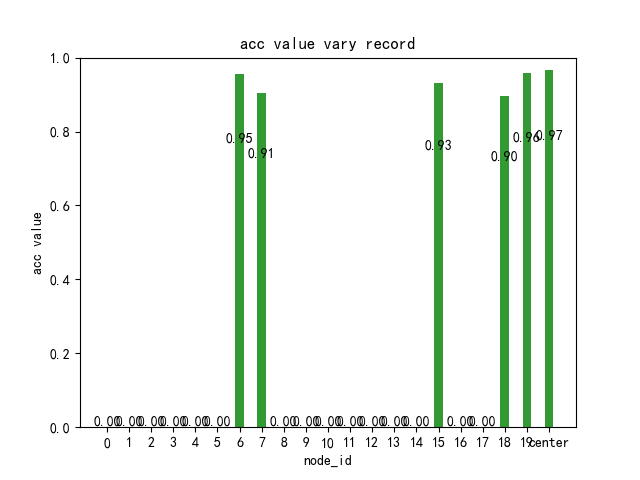 acc value vary record
acc value
1.0
0.8
0.6
0.4
0.2
0.0
0.00 0.00 0.00 0.00 0.00 0.00 0.95 0.91 0.00 0.00 0.00 0.00 0.00 0.00 0.00 0.93 0.00 0.00 0.90 0.96 0.97
0 1 2 3 4 5 6 7 8 9 10 11 12 13 14 15 16 17 18 19 center
node_id